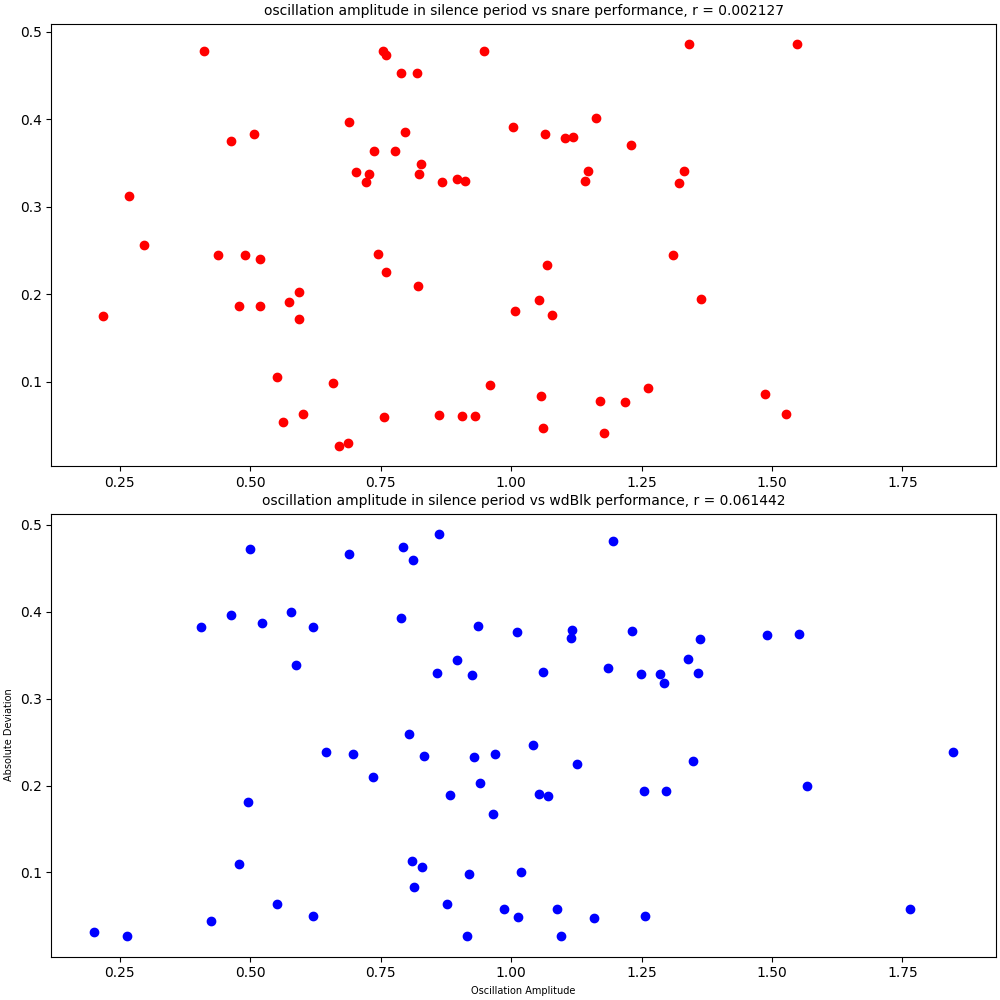 oscillation amplitude in silence period vs snare performance, r = 0.002127
0.5
0.4
0.3
0.2
0.1
0.25 0.50 0.75 1.00 1.25 1.50 1.75
oscillation amplitude in silence period vs wdBlk performance, r = 0.061442
0.5
0.4
0.3
0.2
0.1
Absolute Deviation
0.25 0.50 0.75 1.00 1.25 1.50 1.75
Oscillation Amplitude